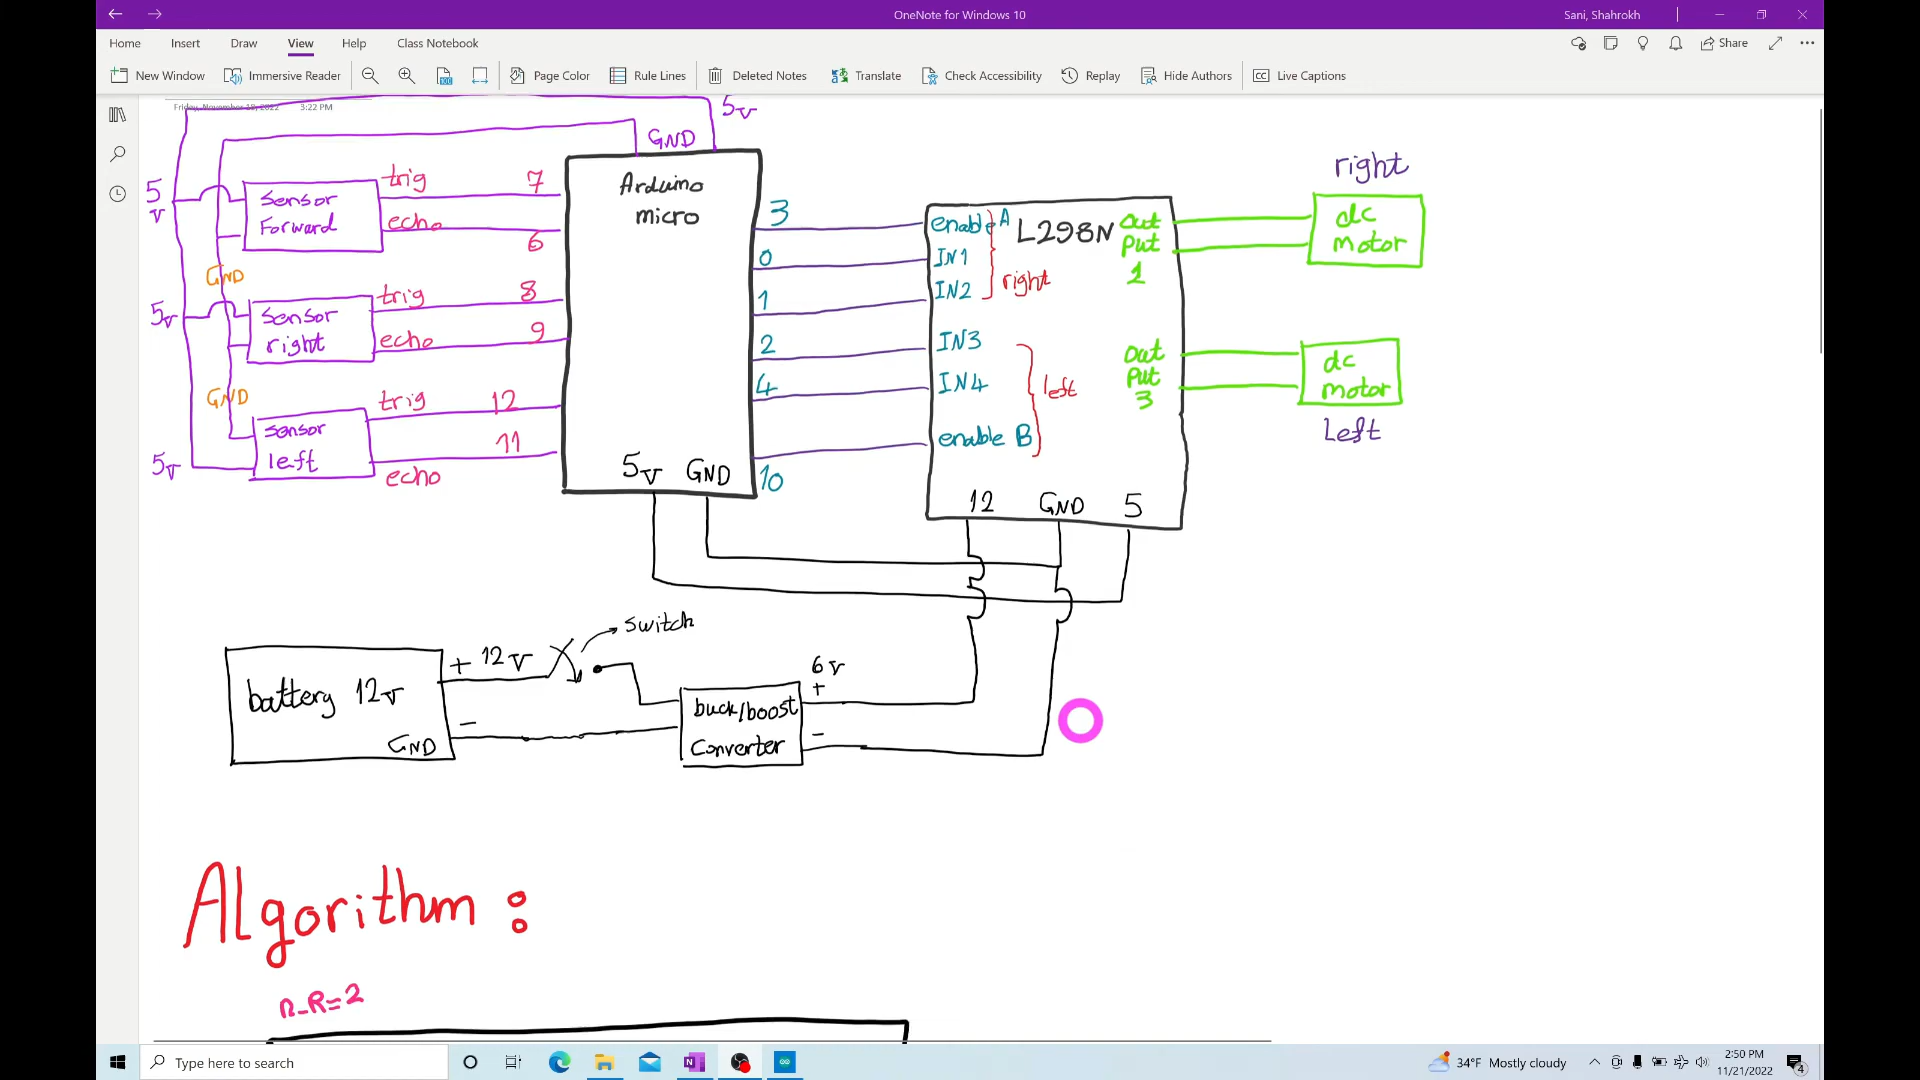 OneNote for Windows 10
Sani, Shahrokh
Home Insert Draw View Help Class Notebook
Share
New Window Immersive Reader Page Color Rule Lines Deleted Notes Translate Check Accessibility Replay Hide Authors Live Captions
Friday, November 18, 2022 3:22 PM
5v
GND
5v
Sensor
Forward
trig 7
echo 6
GND
5v
Sensor
right
trig 8
echo 9
GND
5v
Sensor
left
trig 12
11
echo
Arduino
micro
5v GND
3
0
1
2
4
10
L298N
enable A
IN1
IN2
right
IN3
IN4
enable B
left
Out
Put
1
Out
Put
3
12 GND 5
right
dc
motor
dc
motor
Left
battery 12v
GND
+ 12V
-
switch
buck/boost
Converter
6v
+
-
Algorithm :
n_R=2
Type here to search
34°F Mostly cloudy
2:50 PM
11/21/2022
4